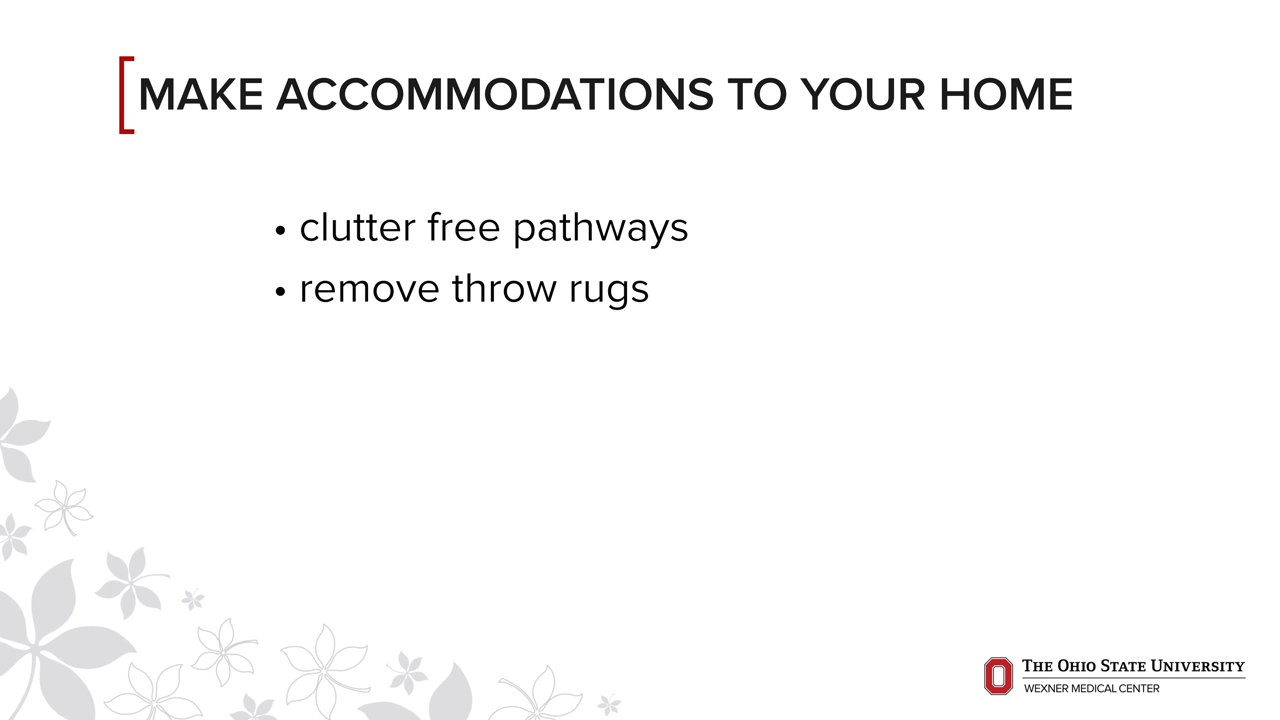 MAKE ACCOMMODATIONS TO YOUR HOME
• clutter free pathways
• remove throw rugs
THE OHIO STATE UNIVERSITY
WEXNER MEDICAL CENTER